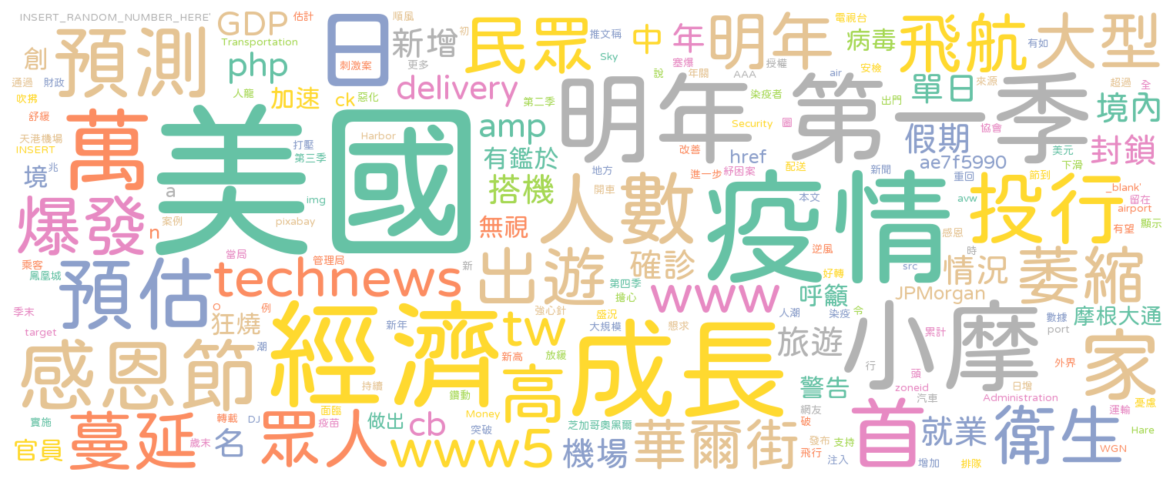 INSERT_RANDOM_NUMBER_HERE'
GDP
估計
順風
初
電視台
Transportation
預測
日
新增
民眾
推文稱
中
年
明年
病毒
飛航
大型
創
通過
財政
吹拂
php
人龍
刺激案
更多
塞爆
Sky
授權
安檢
有如
來源
加速
ck
惡化
delivery
第二季
說
年關
AAA
air
染疫者
出門
單日
超過
全
境內
舒緩
天港機場
INSERT
萬
美國
打壓
第三季
Harbor
amp
明年第一季
Security
圖
協會
假期
封鎖
境
兆
有鑑於
地方
改善
href
進一步
紓困案
配送
ae7f5990
新聞
重回
節到
美元
下滑
a
img
搭機
開車
本文
avw
_blank'
留在
airport
顯示
有望
爆發
案例
pixabay
n
無視
人數
疫情
投行
感恩
當局
管理局
乘客
鳳凰城
新
逆風
時
預估
technews
出遊
確診
第四季
擔心
www
好轉
src
情況
萎縮
呼籲
JPMorgan
季末
target
o
例
狂燒
潮
新年
經濟
強心針
tw
盛況
大規模
懇求
人潮
染疫
令
數據
port
摩根大通
感恩節
新高
放緩
成長
旅遊
小摩
累計
行
頭
外界
家
持續
面臨
鑽動
高
警告
zoneid
汽車
日增
Administration
憂慮
實施
轉載
DJ
疫苗
做出
cb
Money
突破
芝加哥奧黑爾
網友
破
發布
支持
首
就業
衛生
運輸
Hare
官員
蔓延
歲末
名
眾人
www5
機場
華爾街
飛行
注入
增加
排隊
WGN